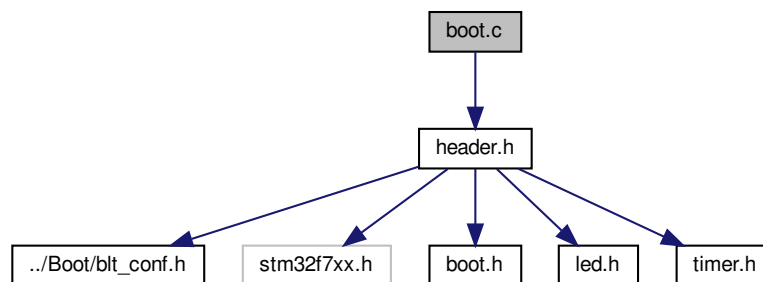 boot.c
header.h
../Boot/blt_conf.h
stm32f7xx.h
boot.h
led.h
timer.h